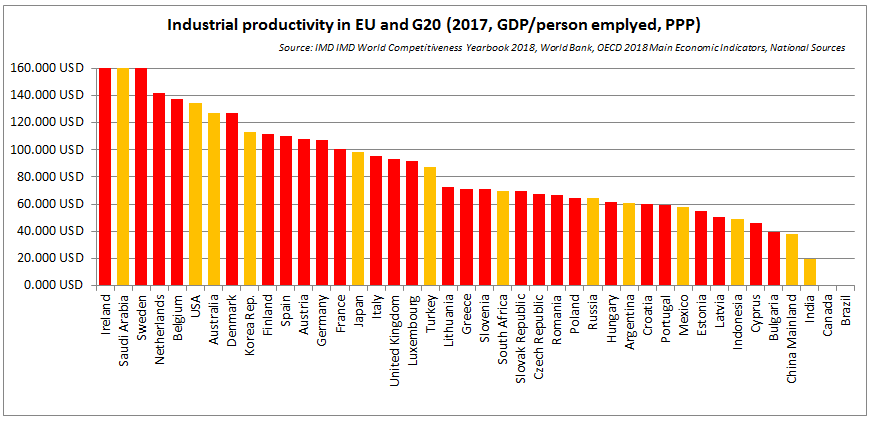 Industrial productivity in EU and G20 (2017, GDP/person emplyed, PPP)
Source: IMD IMD World Competitiveness Yearbook 2018, World Bank, OECD 2018 Main Economic Indicators, National Sources
160.000 USD
140.000 USD
120.000 USD
100.000 USD
80.000 USD
60.000 USD
40.000 USD
20.000 USD
0.000 USD
Ireland
Saudi Arabia
Sweden
Netherlands
Belgium
USA
Australia
Denmark
Korea Rep.
Finland
Spain
Austria
Germany
France
Japan
Italy
United Kingdom
Luxembourg
Turkey
Lithuania
Greece
Slovenia
South Africa
Slovak Republic
Czech Republic
Romania
Poland
Russia
Hungary
Argentina
Croatia
Portugal
Mexico
Estonia
Latvia
Indonesia
Cyprus
Bulgaria
China Mainland
India
Canada
Brazil